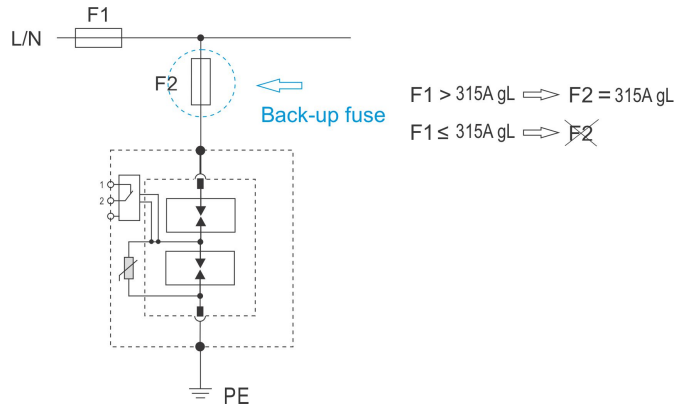 F1
L/N
F2
Back-up fuse
F1 > 315A gL ⇨ F2 = 315A gL
F1 ≤ 315A gL ⇨ F2
1
2
PE